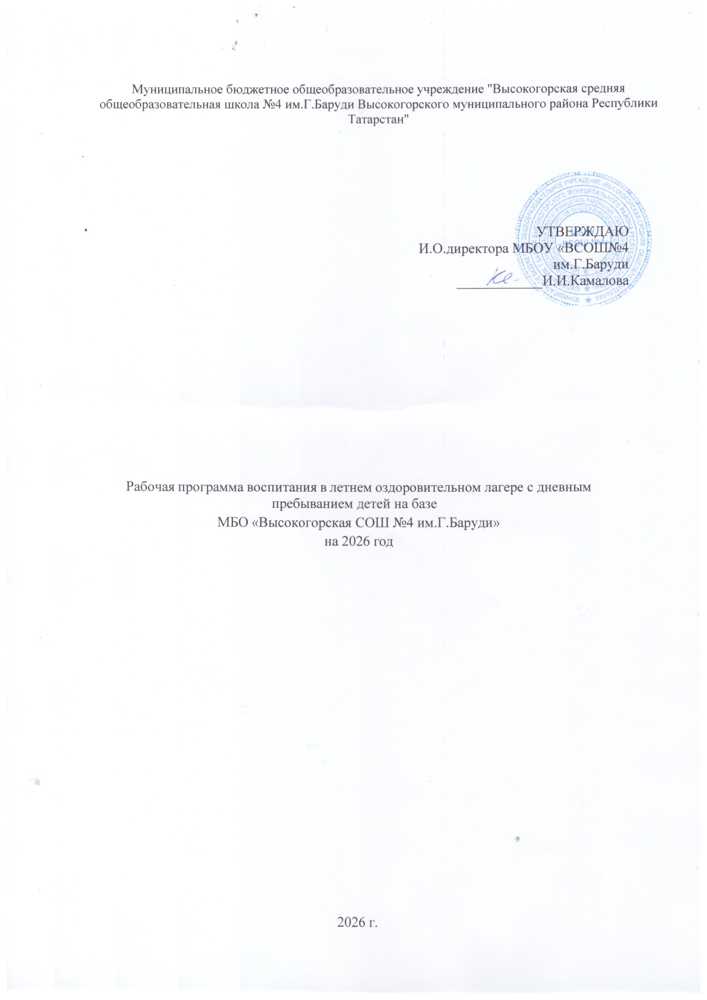 Муниципальное бюджетное общеобразовательное учреждение "Высокогорская средняя
общеобразовательная школа №4 им.Г.Баруди Высокогорского муниципального района Республики
Татарстан"
УТВЕРЖДАЮ
И.О.директора МБОУ «ВСОШ№4
им.Г.Баруди
____________И.И.Камалова
Рабочая программа воспитания в летнем оздоровительном лагере с дневным
пребыванием детей на базе
МБО «Высокогорская СОШ №4 им.Г.Баруди»
на 2026 год
2026 г.